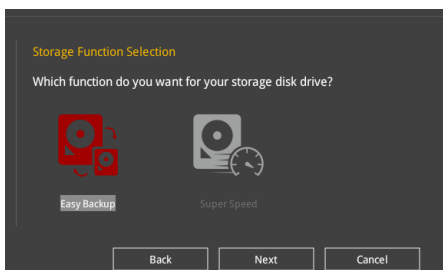 Storage Function Selection
Which function do you want for your storage disk drive?
Easy Backup
Super Speed
Back
Next
Cancel